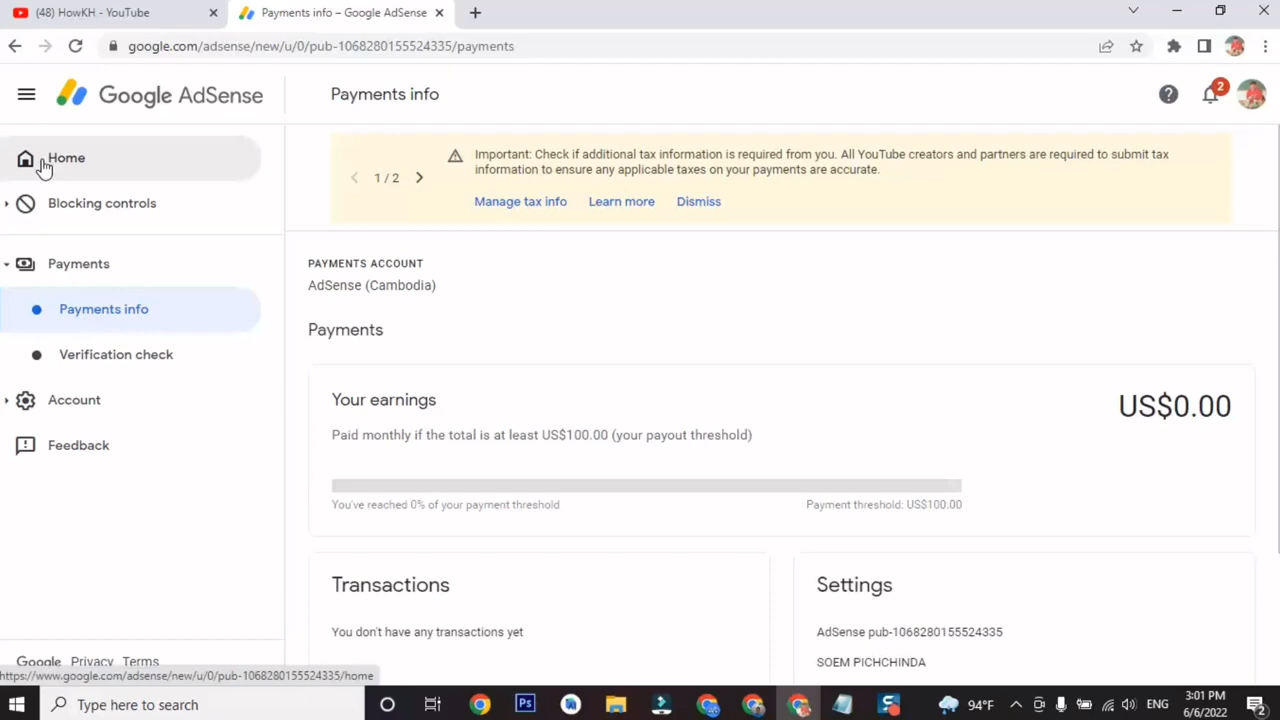 (48) HowKH - YouTube
Payments info – Google AdSense
google.com/adsense/new/u/0/pub-1068280155524335/payments
Google AdSense
Payments info
2
Home
Blocking controls
Payments
Payments info
Verification check
Account
Feedback
1 / 2
Important: Check if additional tax information is required from you. All YouTube creators and partners are required to submit tax
information to ensure any applicable taxes on your payments are accurate.
Manage tax info Learn more Dismiss
PAYMENTS ACCOUNT
AdSense (Cambodia)
Payments
Your earnings
US$0.00
Paid monthly if the total is at least US$100.00 (your payout threshold)
You've reached 0% of your payment threshold
Payment threshold: US$100.00
Transactions
You don't have any transactions yet
Settings
AdSense pub-1068280155524335
SOEM PICHCHINDA
Google Privacy Terms
https://www.google.com/adsense/new/u/0/pub-1068280155524335/home
Type here to search
Ps
94°F
ENG
3:01 PM
6/6/2022
2